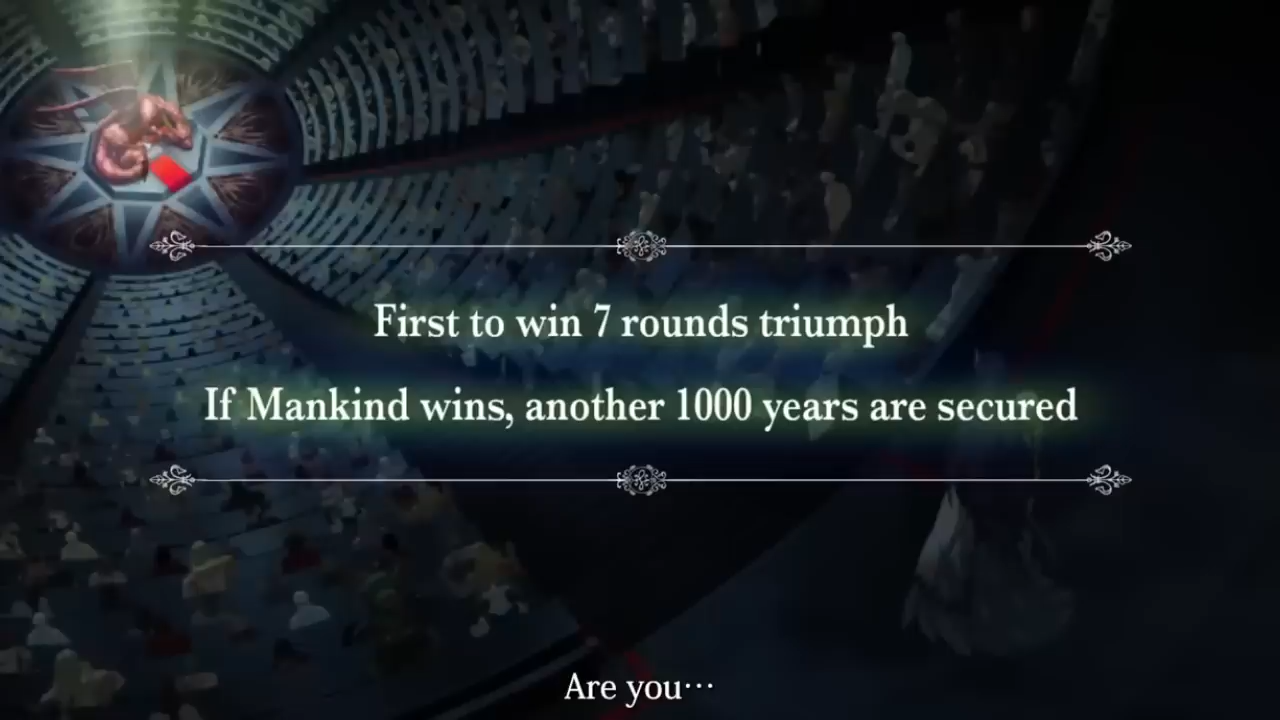 First to win 7 rounds triumph
If Mankind wins, another 1000 years are secured
Are you…